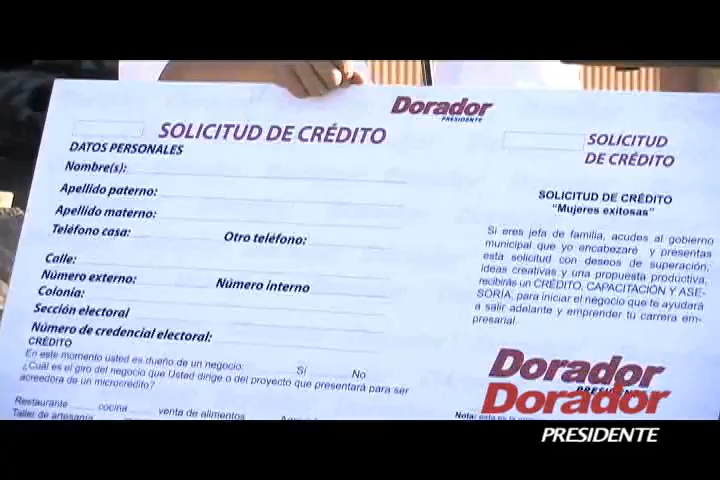 Dorador
PRESIDENTE
SOLICITUD DE CRÉDITO
DATOS PERSONALES
Nombre(s):
Apellido paterno:
Apellido materno:
Teléfono casa: Otro teléfono:
Calle:
Número externo: Número interno
Colonia:
Sección electoral
Número de credencial electoral:
CRÉDITO
En este momento usted es dueño de un negocio: Si No
¿Cuál es el giro del negocio que Usted dirige o del proyecto que presentará para ser
acreedora de un microcrédito?
Restaurante cocina venta de alimentos
Taller de artesanía
SOLICITUD
DE CRÉDITO
SOLICITUD DE CRÉDITO
"Mujeres exitosas"
Si eres jefa de familia, acudes al gobierno
municipal que yo encabezaré y presentas
esta solicitud con deseos de superación,
ideas creativas y una propuesta productiva,
recibirás un CRÉDITO, CAPACITACIÓN Y ASE-
SORÍA, para iniciar el negocio que te ayudará
a salir adelante y emprender tu carrera em-
presarial.
Dorador
PRESIDENTE
Nota: esta es la
Dorador
PRESIDENTE